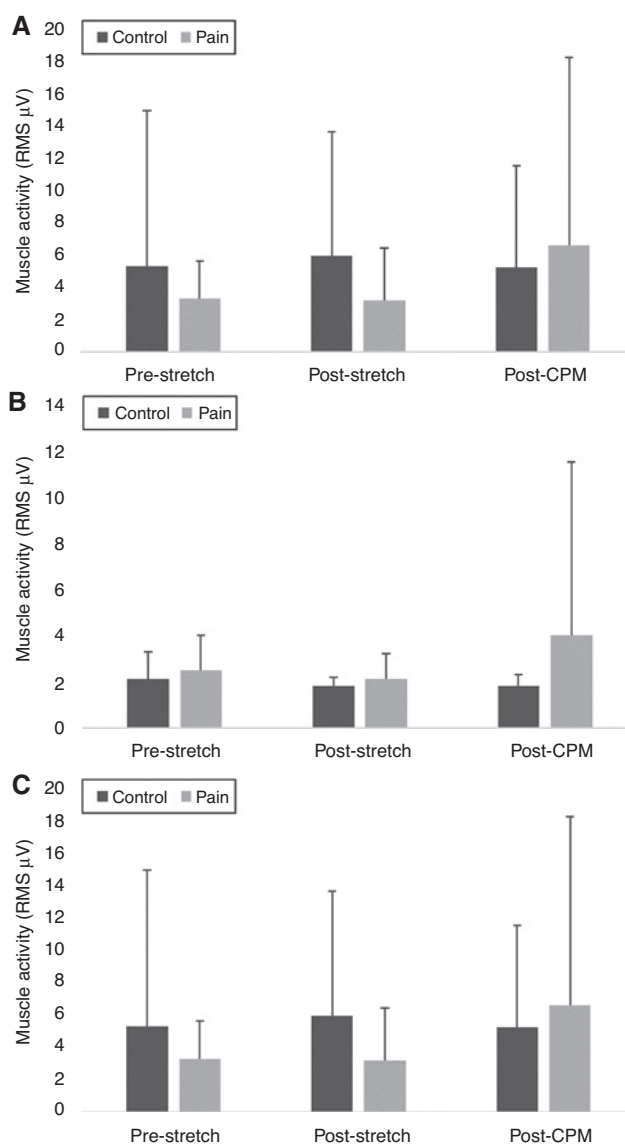 A
Control Pain
Muscle activity (RMS µV)
20
18
16
14
12
10
8
6
4
2
0
Pre-stretch Post-stretch Post-CPM
B
Control Pain
Muscle activity (RMS µV)
14
12
10
8
6
4
2
0
Pre-stretch Post-stretch Post-CPM
C
Control Pain
Muscle activity (RMS µV)
20
18
16
14
12
10
8
6
4
2
0
Pre-stretch Post-stretch Post-CPM